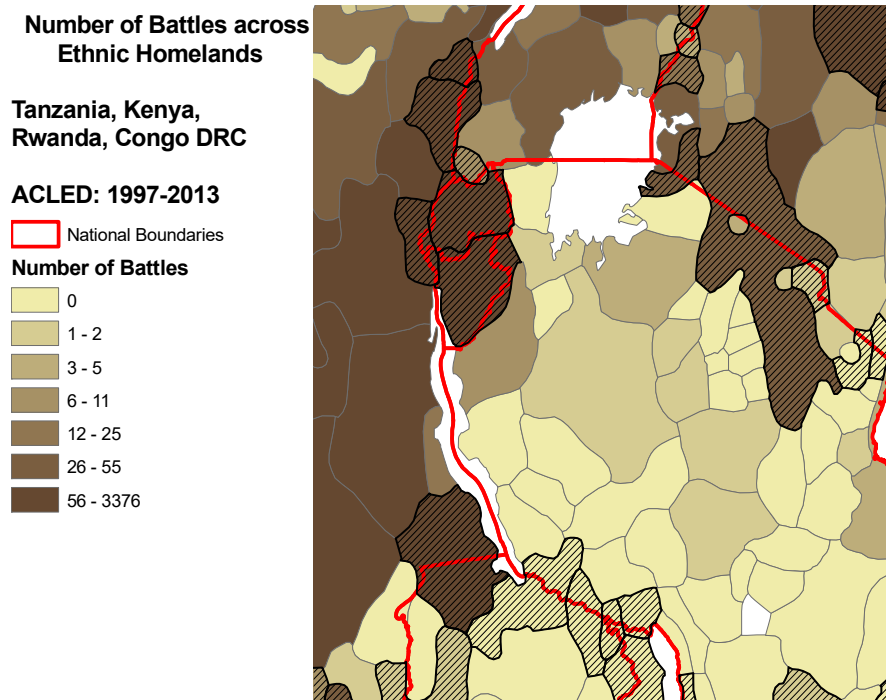 Number of Battles across
Ethnic Homelands
Tanzania, Kenya,
Rwanda, Congo DRC
ACLED: 1997-2013
National Boundaries
Number of Battles
0
1 - 2
3 - 5
6 - 11
12 - 25
26 - 55
56 - 3376